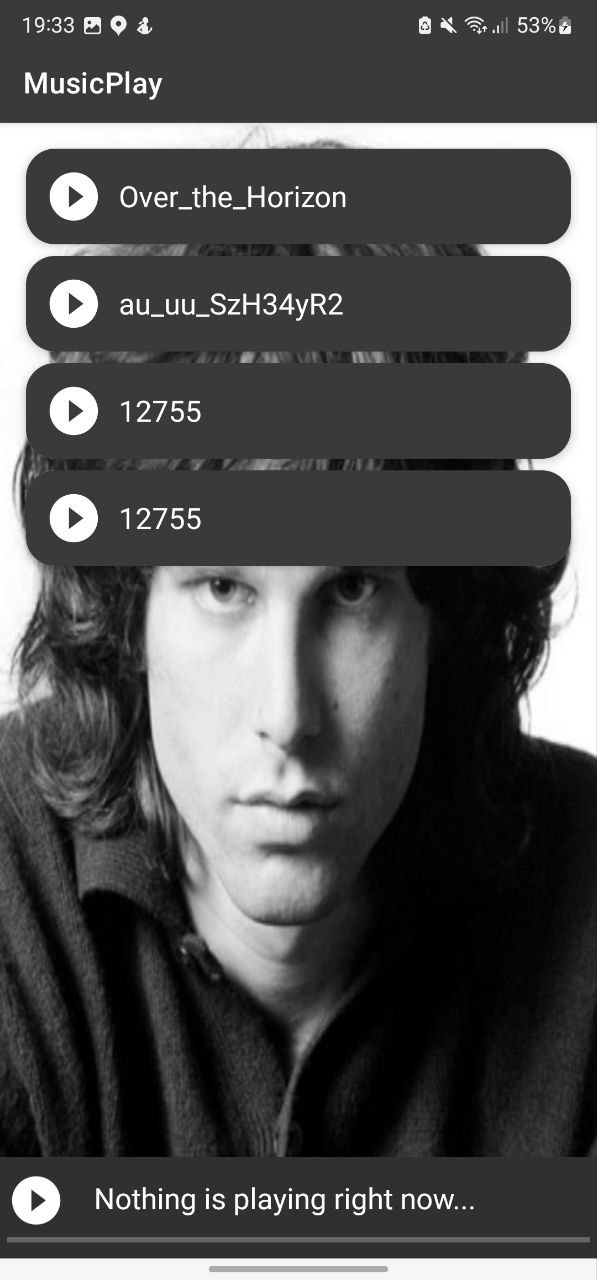 19:33 53%
MusicPlay
Over_the_Horizon
au_uu_SzH34yR2
12755
12755
Nothing is playing right now...